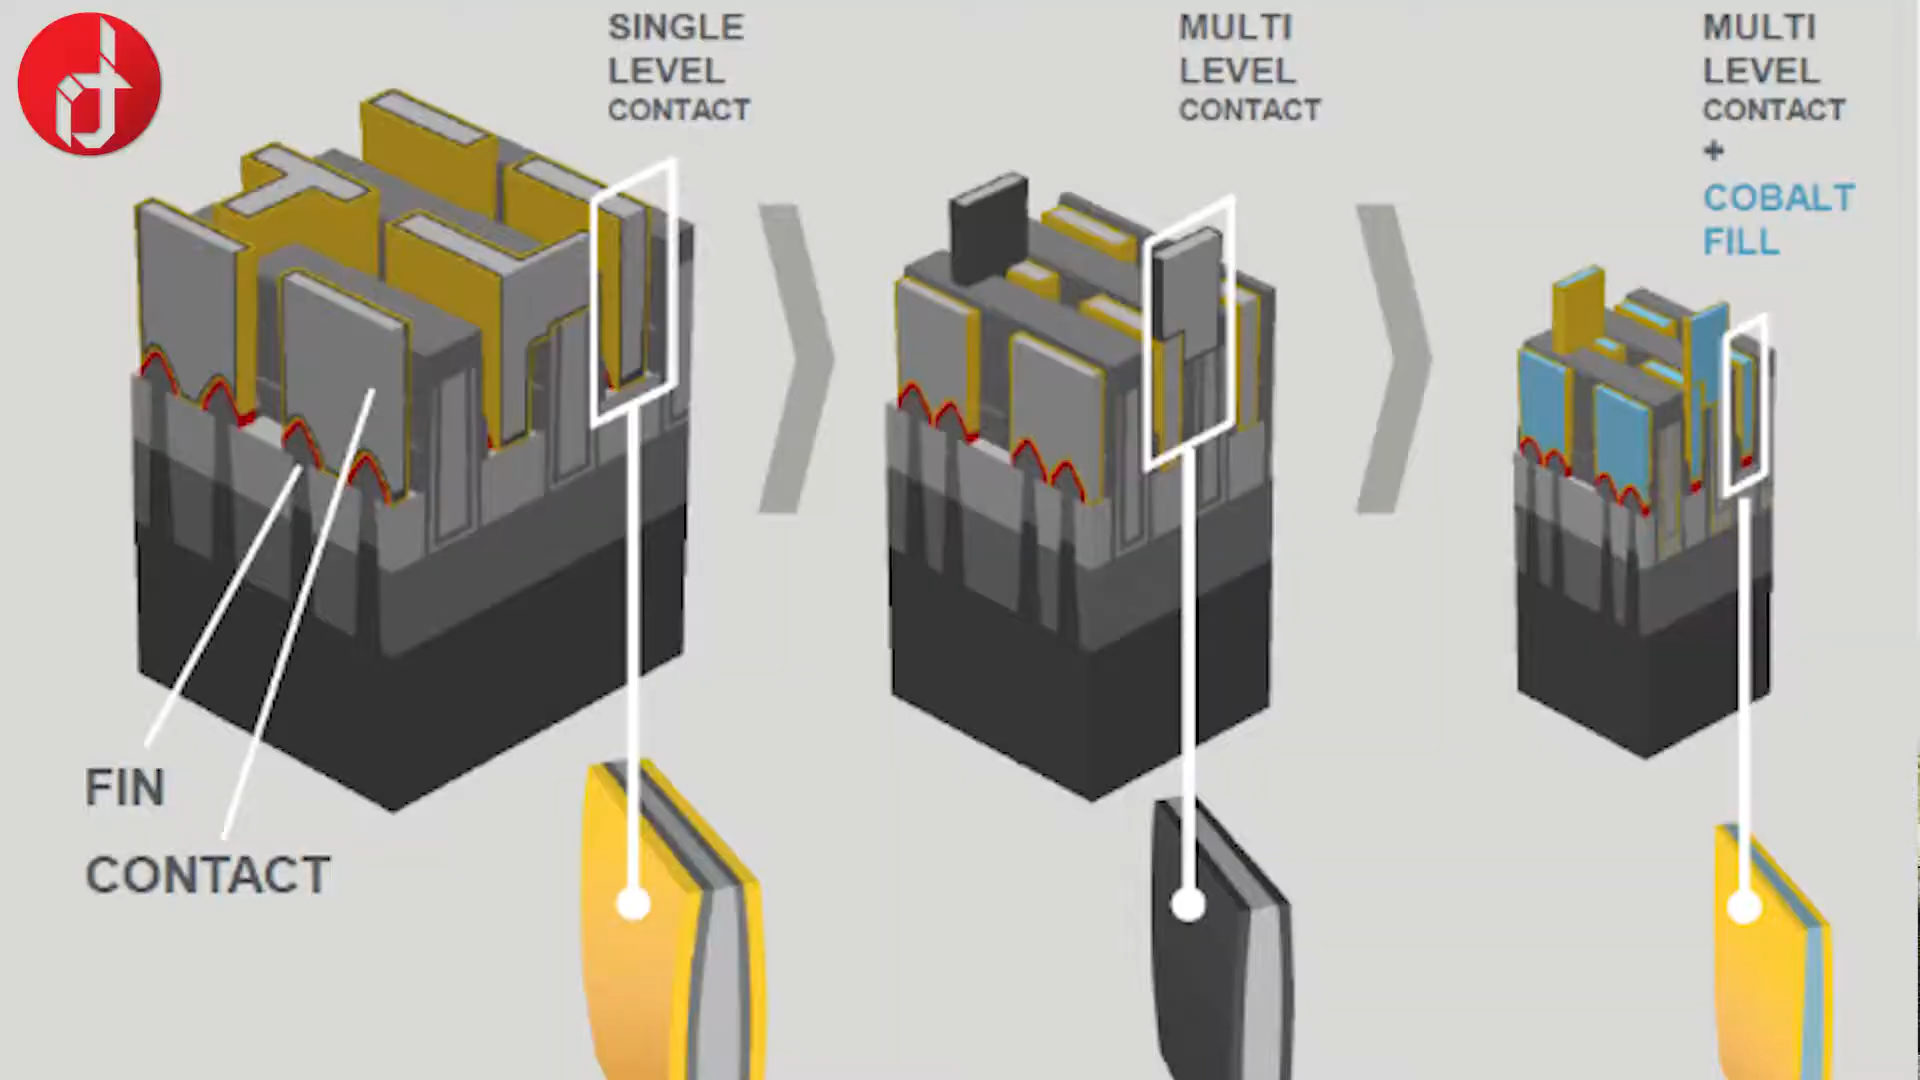 SINGLE
LEVEL
CONTACT
MULTI
LEVEL
CONTACT
MULTI
LEVEL
CONTACT
+
COBALT
FILL
FIN
CONTACT